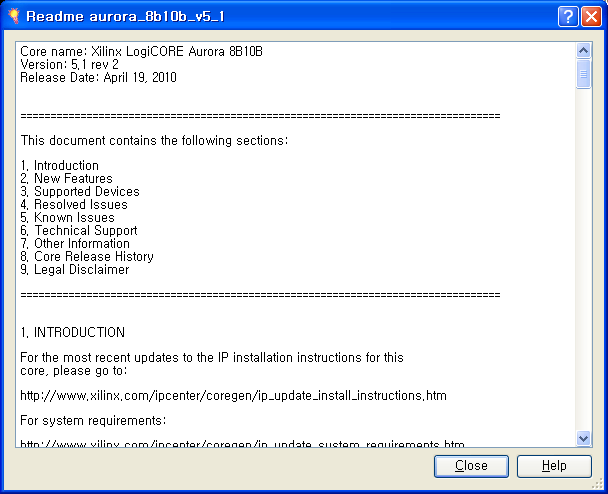 Readme aurora_8b10b_v5_1
Core name: Xilinx LogiCORE Aurora 8B10B
Version: 5.1 rev 2
Release Date: April 19, 2010
================================================================================
This document contains the following sections:
1. Introduction
2. New Features
3. Supported Devices
4. Resolved Issues
5. Known Issues
6. Technical Support
7. Other Information
8. Core Release History
9. Legal Disclaimer
================================================================================
1. INTRODUCTION
For the most recent updates to the IP installation instructions for this
core, please go to:
http://www.xilinx.com/ipcenter/coregen/ip_update_install_instructions.htm
For system requirements:
http://www.xilinx.com/ipcenter/coregen/ip_update_system_requirements.htm
Close Help